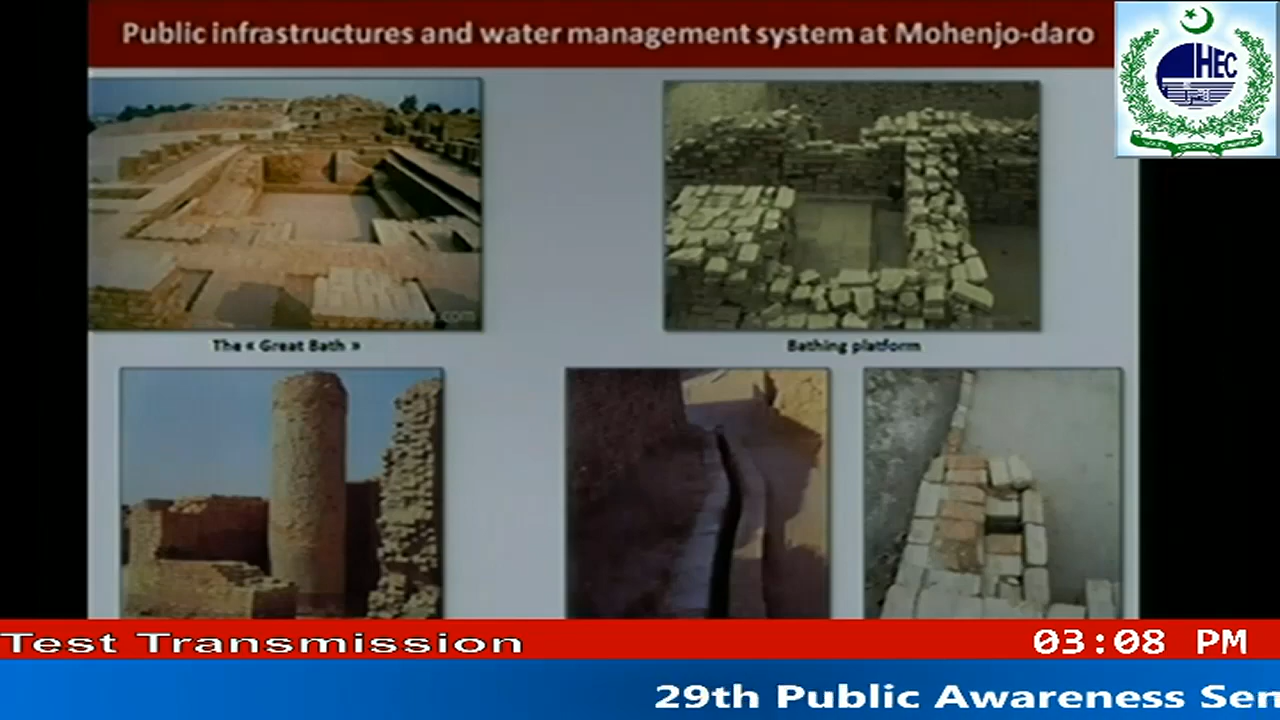 Public infrastructures and water management system at Mohenjo-daro
HEC
The « Great Bath »
Bathing platform
Test Transmission
03:08 PM
29th Public Awareness Sen